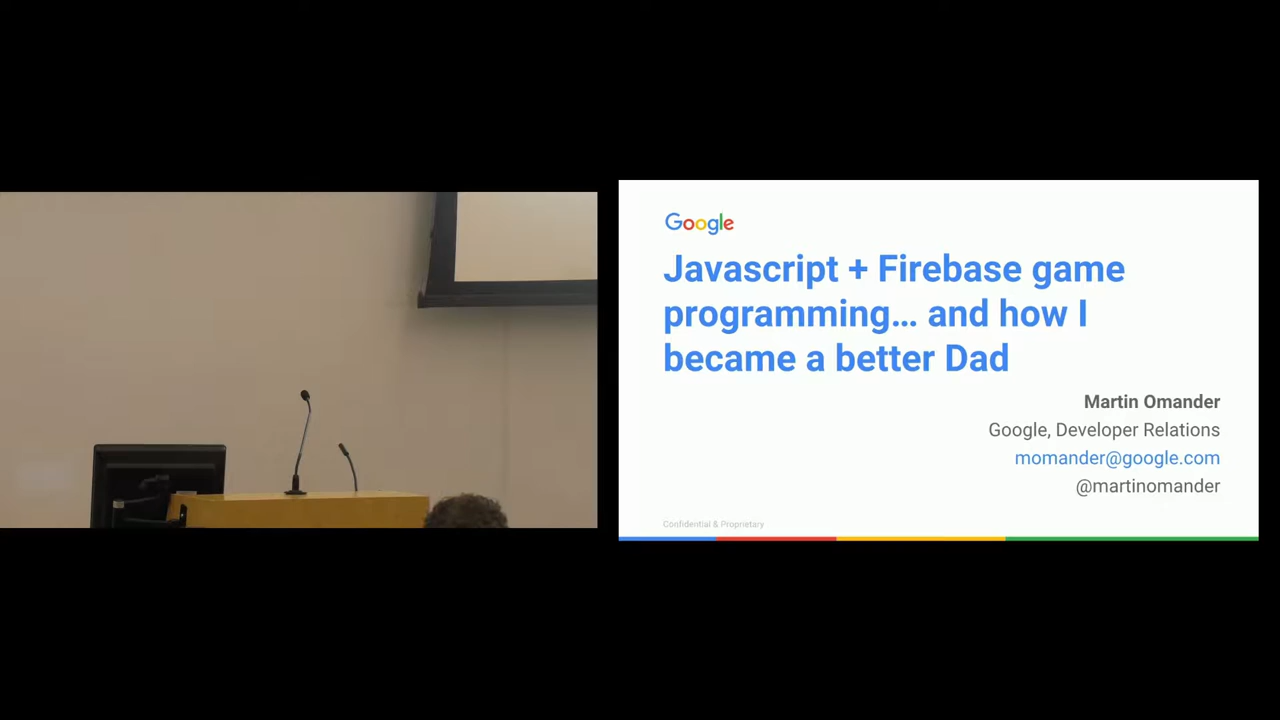 Google
Javascript + Firebase game
programming… and how I
became a better Dad
Martin Omander
Google, Developer Relations
momander@google.com
@martinomander
Confidential & Proprietary